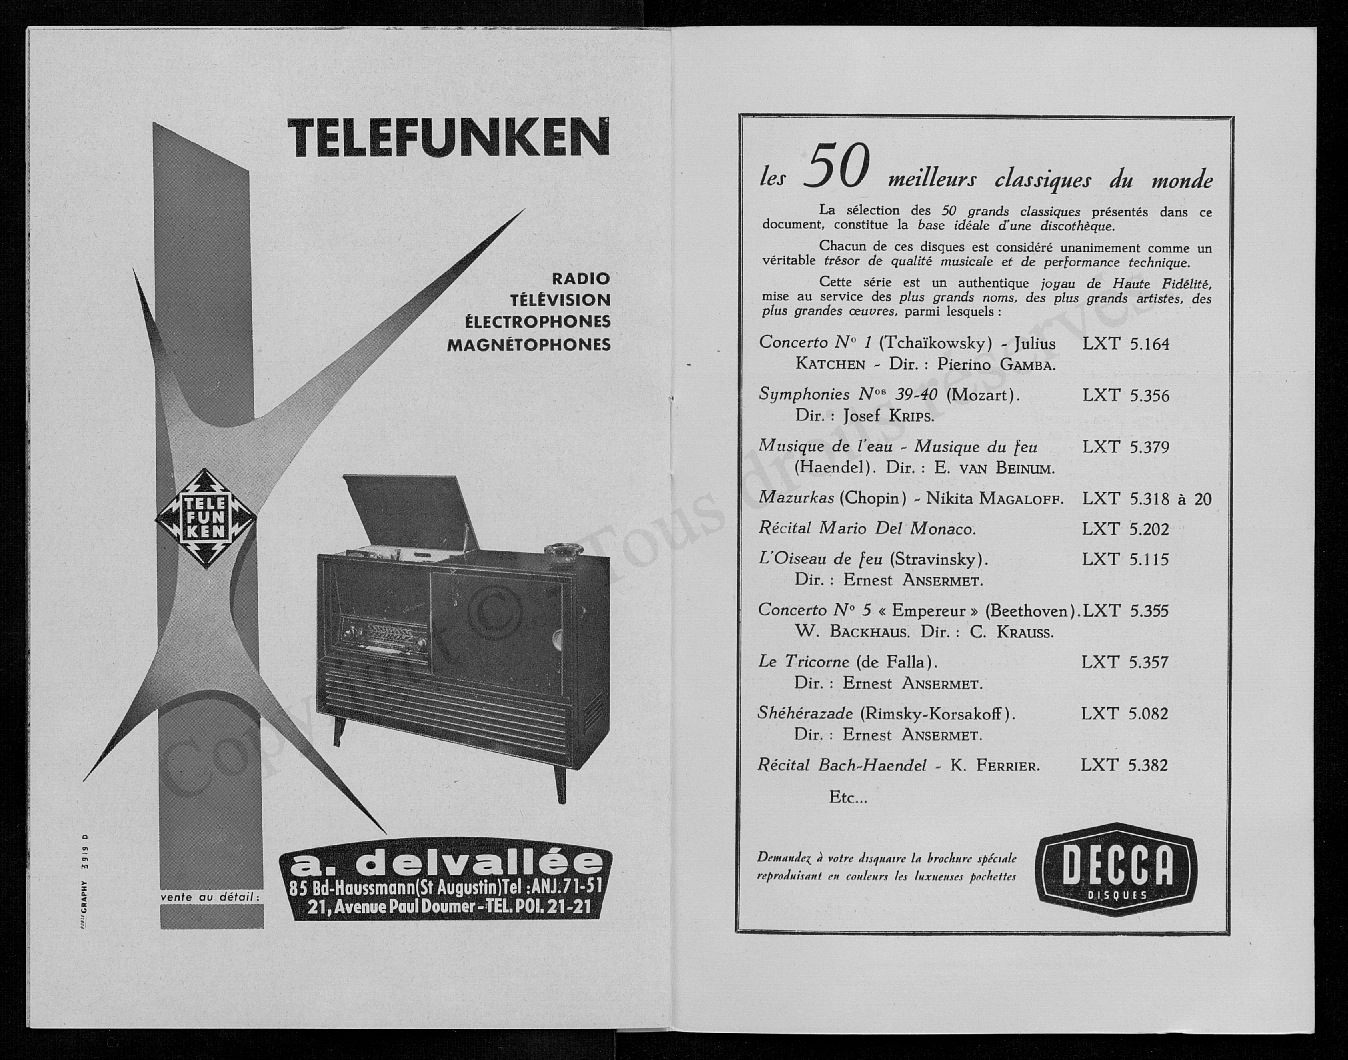 TELEFUNKEN
RADIO
TÉLÉVISION
ÉLECTROPHONES
MAGNÉTOPHONES
TELE
FUN
KEN
vente au détail :
a. delvallée
85 Bd-Haussmann(St Augustin)Tel :ANJ.71-51
21, Avenue Paul Doumer-TEL. POI. 21-21
GRAPHY 3919 D
les 50 meilleurs classiques du monde
La sélection des 50 grands classiques présentés dans ce
document, constitue la base idéale d'une discothèque.
Chacun de ces disques est considéré unanimement comme un
véritable trésor de qualité musicale et de performance technique.
Cette série est un authentique joyau de Haute Fidélité,
mise au service des plus grands noms, des plus grands artistes, des
plus grandes œuvres, parmi lesquels :
Concerto N° 1 (Tchaïkowsky) - Julius LXT 5.164
KATCHEN - Dir. : Pierino GAMBA.
Symphonies Nos 39-40 (Mozart). LXT 5.356
Dir. : Josef KRIPS.
Musique de l'eau - Musique du feu LXT 5.379
(Haendel). Dir. : E. VAN BEINUM.
Mazurkas (Chopin) - Nikita MAGALOFF. LXT 5.318 à 20
Récital Mario Del Monaco. LXT 5.202
L'Oiseau de feu (Stravinsky). LXT 5.115
Dir. : Ernest ANSERMET.
Concerto N° 5 « Empereur » (Beethoven). LXT 5.355
W. BACKHAUS. Dir. : C. KRAUSS.
Le Tricorne (de Falla). LXT 5.357
Dir. : Ernest ANSERMET.
Shéhérazade (Rimsky-Korsakoff). LXT 5.082
Dir. : Ernest ANSERMET.
Récital Bach-Haendel - K. FERRIER. LXT 5.382
Etc...
Demandez à votre disquaire la brochure spéciale
reproduisant en couleurs les luxueuses pochettes
DECCA
DISQUES
Copyright © Tous droits réservés